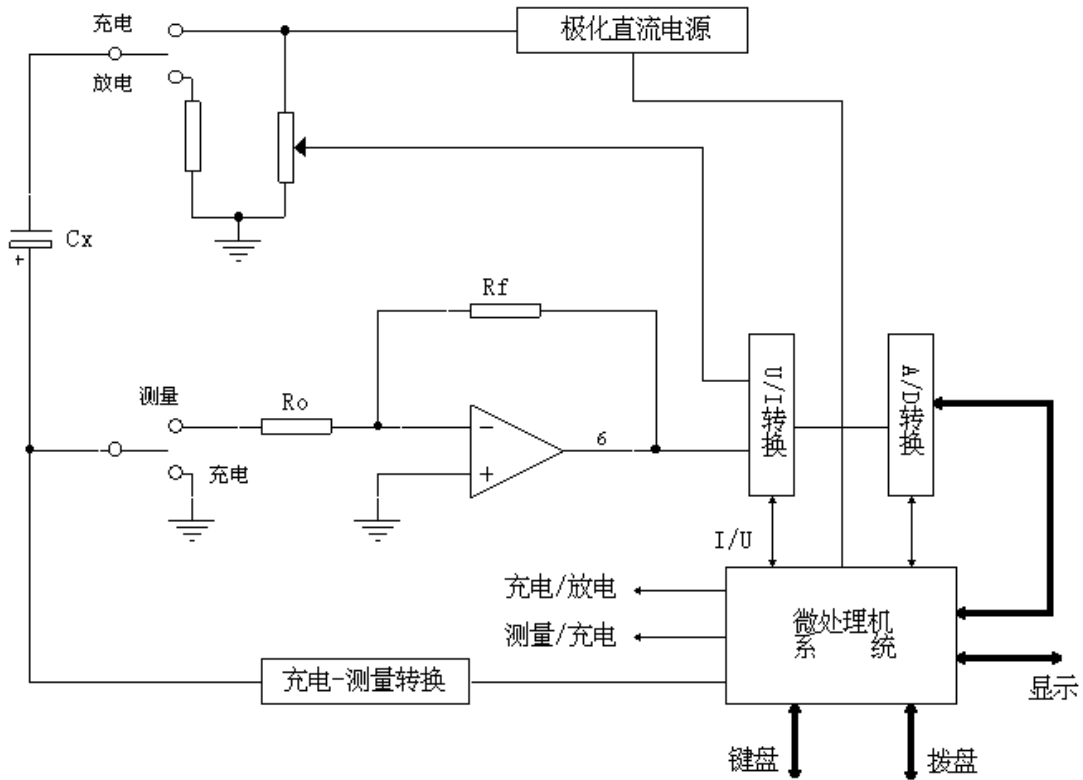 充电
极化直流电源
放电
Cx
+
Rf
测量
Ro
U/I转换
A/D转换
6
−
充电
+
I/U
充电/放电
微处理机
测量/充电
系 统
充电-测量转换
显示
键盘
拨盘